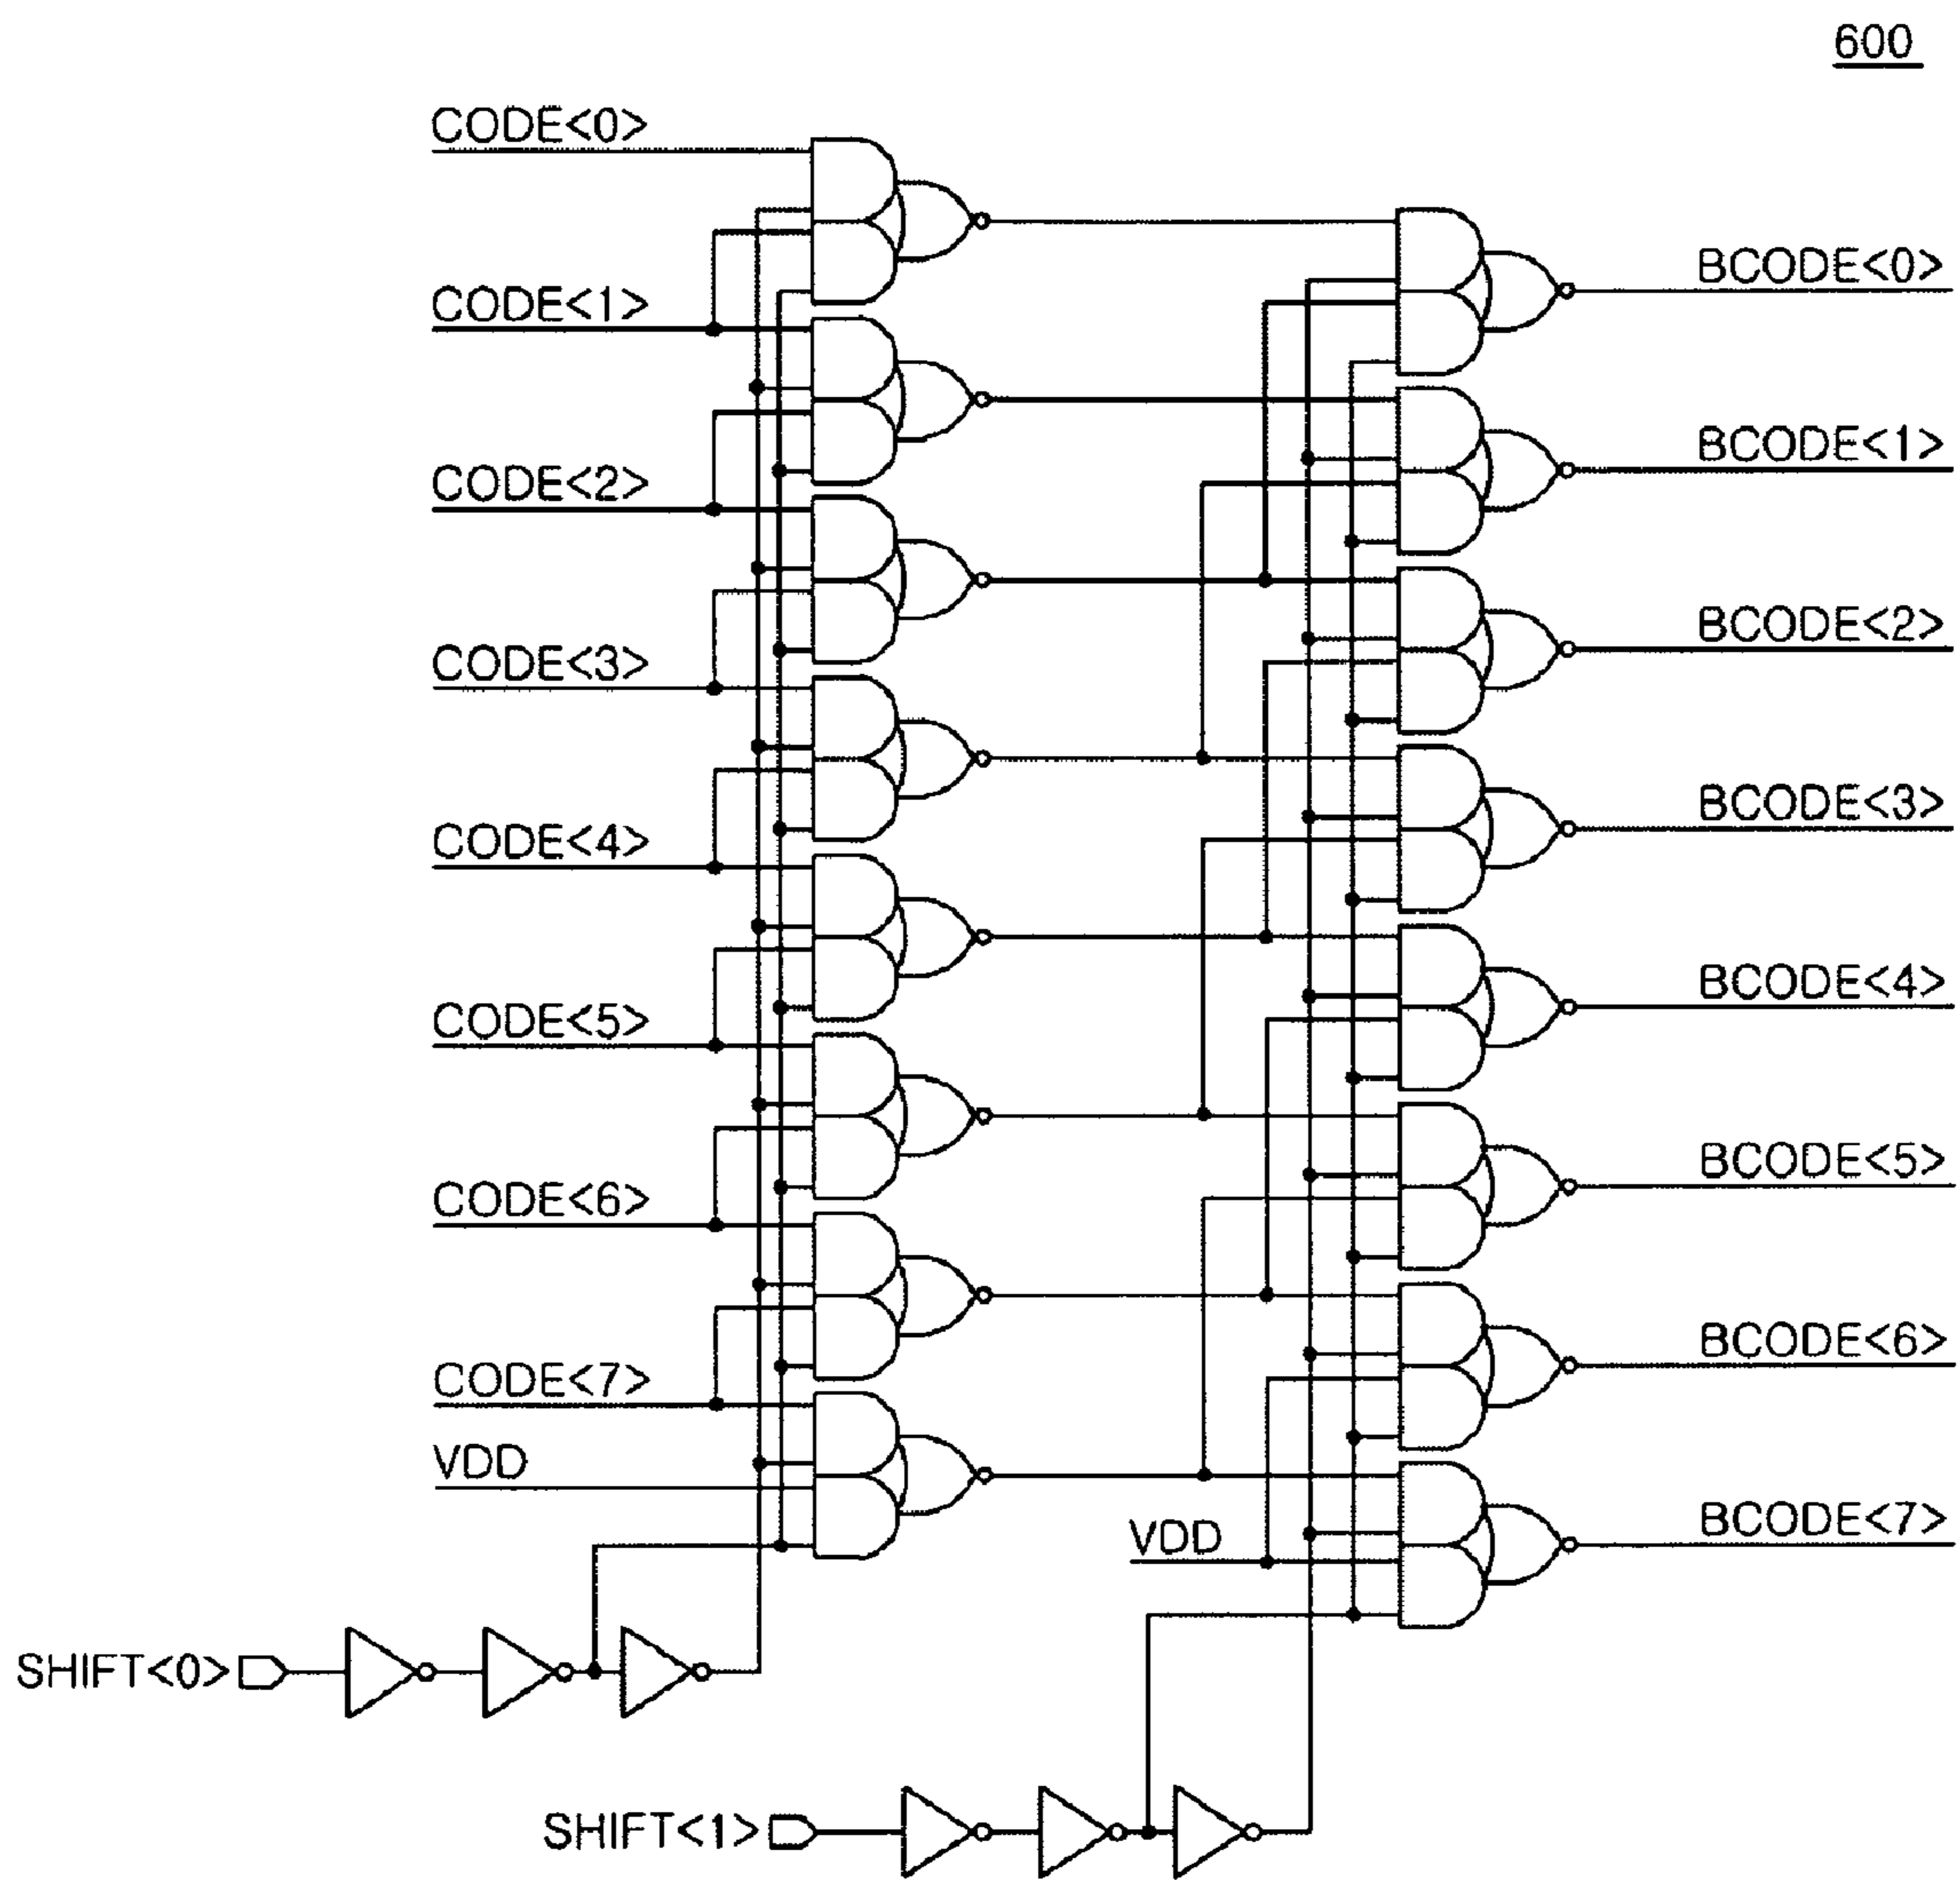 600
CODE<0>
BCODE<0>
CODE<1>
BCODE<1>
CODE<2>
BCODE<2>
CODE<3>
BCODE<3>
CODE<4>
BCODE<4>
CODE<5>
BCODE<5>
CODE<6>
BCODE<6>
CODE<7>
VDD
BCODE<7>
VDD
SHIFT<0>
SHIFT<1>